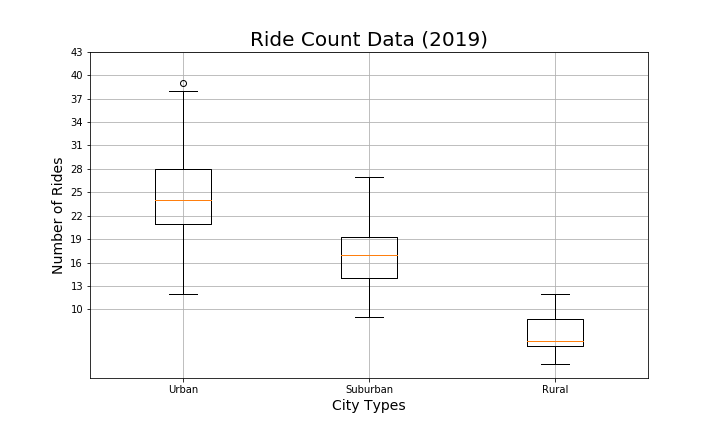 Ride Count Data (2019)
Number of Rides
43
40
37
34
31
28
25
22
19
16
13
10
Urban
Suburban
Rural
City Types